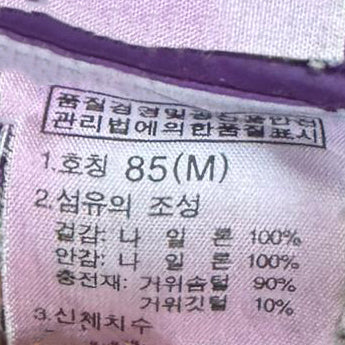 품질경영및공산품안전
관리법에의한품질표시
1.호칭 85(M)
2.섬유의 조성
겉감: 나 일 론 100%
안감: 나 일 론 100%
충전재: 거위솜털 90%
거위깃털 10%
3.신체치수